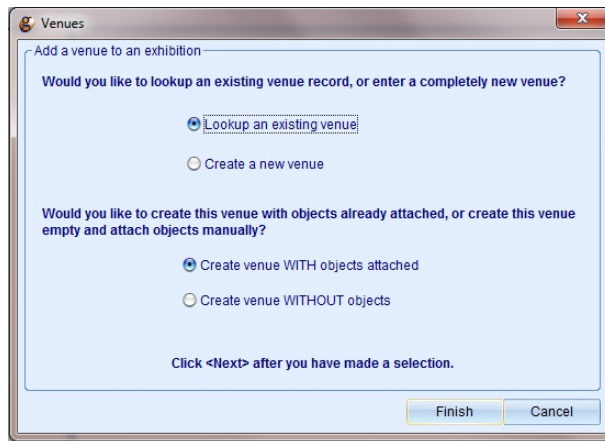 Venues
Add a venue to an exhibition
Would you like to lookup an existing venue record, or enter a completely new venue?
Lookup an existing venue
Create a new venue
Would you like to create this venue with objects already attached, or create this venue
empty and attach objects manually?
Create venue WITH objects attached
Create venue WITHOUT objects
Click <Next> after you have made a selection.
Finish
Cancel